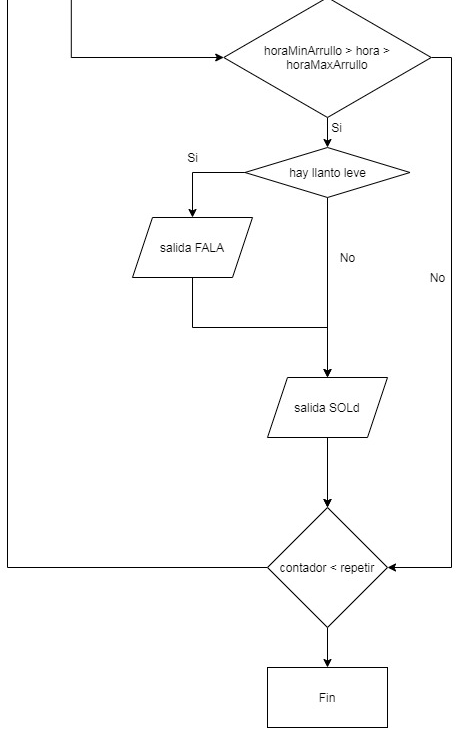 horaMinArrullo > hora >
horaMaxArrullo
Si
hay llanto leve
Si
salida FALA
No
No
salida SOLd
contador < repetir
Fin